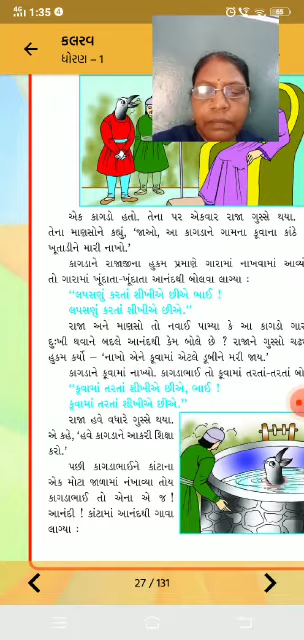 4G 1:35 4 65
કલરવ
ધોરણ – 1
એક કાગડો હતો. તેના પર એકવાર રાજા ગુસ્સે થયા.
તેના માણસોને કહ્યું, ‘જાઓ, આ કાગડાને ગામના કૂવાના કાંઠે
ખૂતાડીને મારી નાખો.’
કાગડાને રાજાજીના હુકમ પ્રમાણે ગારામાં નાખવામાં
તો ગારામાં ખૂંદાતા-ખૂંદાતા આનંદથી બોલવા લાગ્યા :
“લપસણું કરતાં શીખીએ છીએ ભાઈ !
લપસણું કરતાં શીખીએ છીએ.”
રાજા અને માણસો તો નવાઈ પામ્યા કે આ કાગડો
દુઃખી થવાને બદલે આનંદથી કેમ બોલે છે ? રાજાને ગુસ્સો
હુકમ કર્યો – ‘નાખો એને કૂવામાં એટલે ડૂબીને મરી જાય.’
કાગડાને કૂવામાં નાખ્યો. કાગડાભાઈ તો કૂવામાં તરતાં-તરતાં
“કૂવામાં તરતાં શીખીએ છીએ, ભાઈ !
કૂવામાં તરતાં શીખીએ છીએ.”
રાજા હવે વધારે ગુસ્સે થયા.
એ કહે, ‘હવે કાગડાને આકરી શિક્ષા
કરો.’
પછી કાગડાભાઈને કાંટાના
એક મોટા જાળામાં નંખાવ્યા તોય
કાગડાભાઈ તો એના એ જ !
આનંદી ! કાંટામાં આનંદથી ગાવા
લાગ્યા :
27 / 131